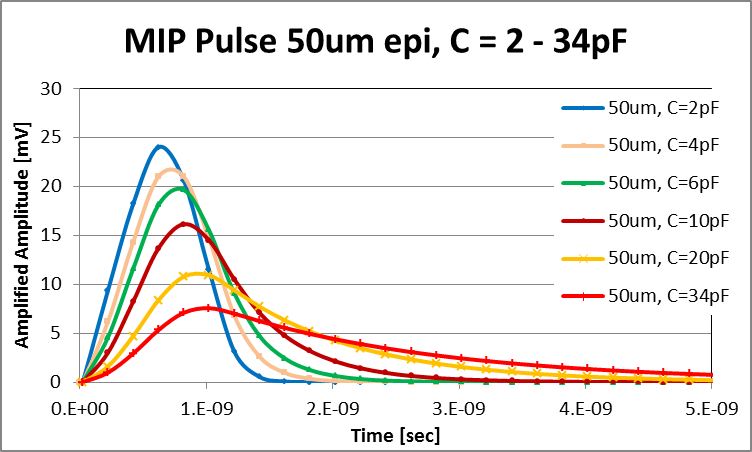 MIP Pulse 50um epi, C = 2 - 34pF
Amplified Amplitude [mV]
30
25
20
15
10
5
0
50um, C=2pF
50um, C=4pF
50um, C=6pF
50um, C=10pF
50um, C=20pF
50um, C=34pF
0.E+00 1.E-09 2.E-09 3.E-09 4.E-09 5.E-09
Time [sec]